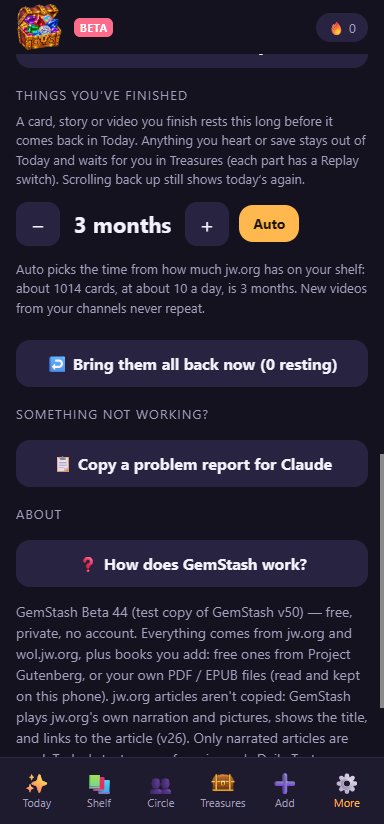 BETA
0
THINGS YOU'VE FINISHED
A card, story or video you finish rests this long before it
comes back in Today. Anything you heart or save stays out of
Today and waits for you in Treasures (each part has a Replay
switch). Scrolling back up still shows today's again.
− 3 months + Auto
Auto picks the time from how much jw.org has on your shelf:
about 1014 cards, at about 10 a day, is 3 months. New videos
from your channels never repeat.
Bring them all back now (0 resting)
SOMETHING NOT WORKING?
Copy a problem report for Claude
ABOUT
How does GemStash work?
GemStash Beta 44 (test copy of GemStash v50) — free,
private, no account. Everything comes from jw.org and
wol.jw.org, plus books you add: free ones from Project
Gutenberg, or your own PDF / EPUB files (read and kept
on this phone). jw.org articles aren't copied: GemStash
plays jw.org's own narration and pictures, shows the title,
and links to the article (v26). Only narrated articles are
Today Shelf Circle Treasures Add More